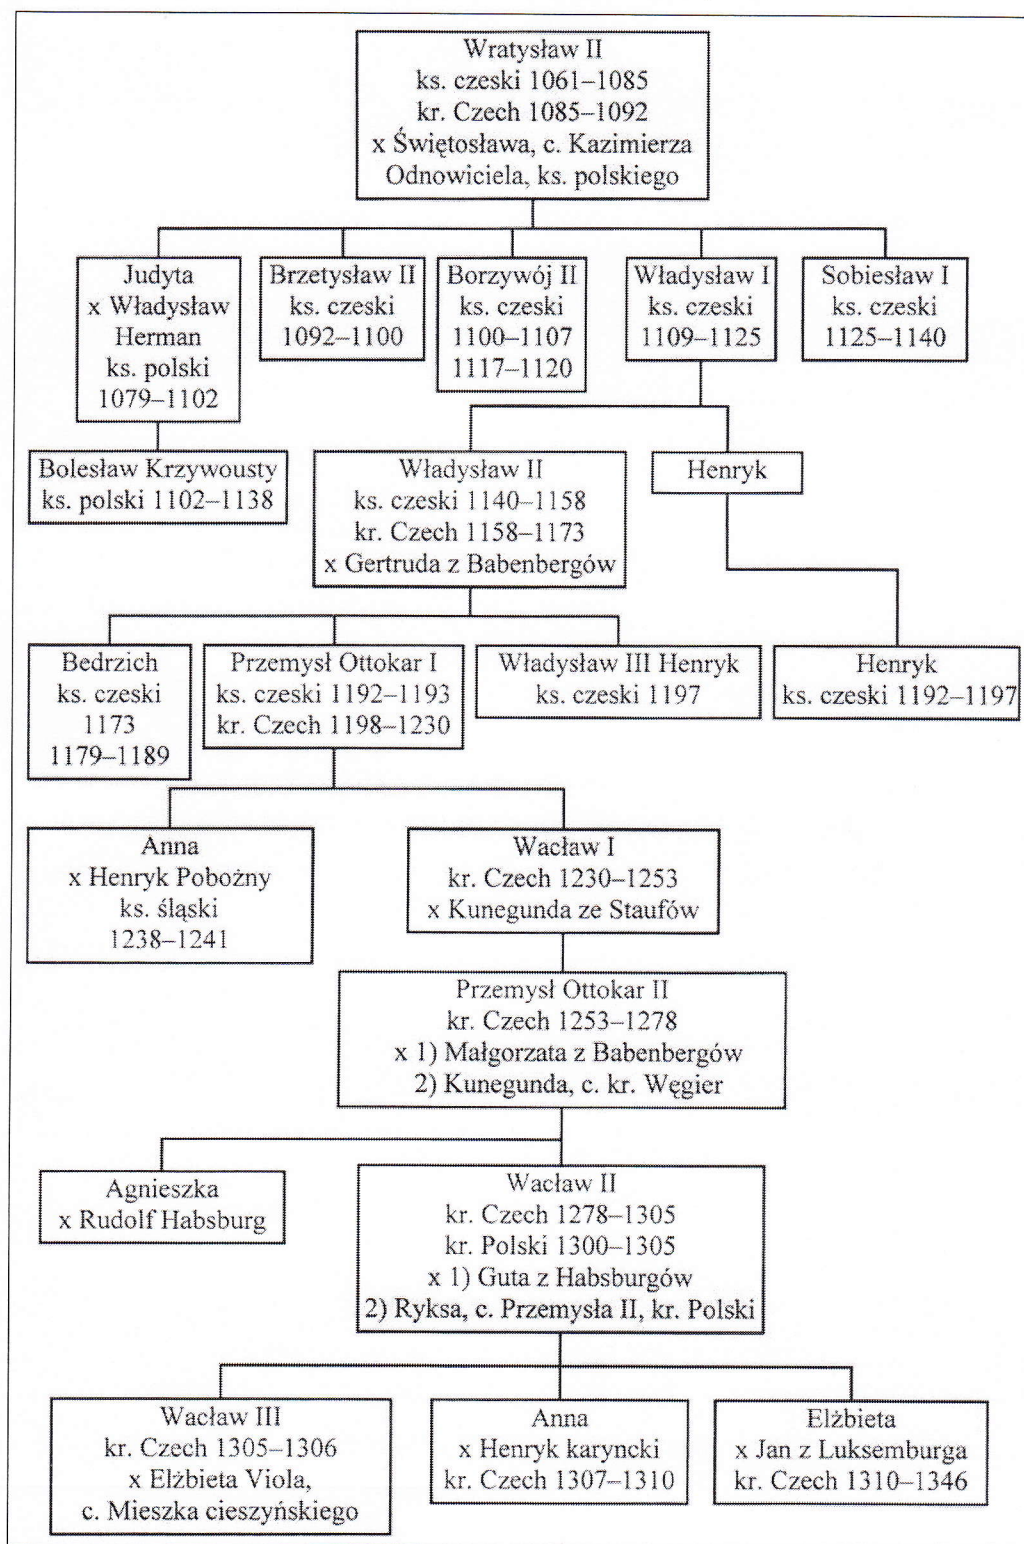 Wratysław II
ks. czeski 1061–1085
kr. Czech 1085–1092
x Świętosława, c. Kazimierza
Odnowiciela, ks. polskiego
Judyta
x Władysław
Herman
ks. polski
1079–1102
Brzetysław II
ks. czeski
1092–1100
Borzywój II
ks. czeski
1100–1107
1117–1120
Władysław I
ks. czeski
1109–1125
Sobiesław I
ks. czeski
1125–1140
Bolesław Krzywousty
ks. polski 1102–1138
Władysław II
ks. czeski 1140–1158
kr. Czech 1158–1173
x Gertruda z Babenbergów
Henryk
Bedrzich
ks. czeski
1173
1179–1189
Przemysł Ottokar I
ks. czeski 1192–1193
kr. Czech 1198–1230
Władysław III Henryk
ks. czeski 1197
Henryk
ks. czeski 1192–1197
Anna
x Henryk Pobożny
ks. śląski
1238–1241
Wacław I
kr. Czech 1230–1253
x Kunegunda ze Staufów
Przemysł Ottokar II
kr. Czech 1253–1278
x 1) Małgorzata z Babenbergów
2) Kunegunda, c. kr. Węgier
Agnieszka
x Rudolf Habsburg
Wacław II
kr. Czech 1278–1305
kr. Polski 1300–1305
x 1) Guta z Habsburgów
2) Ryksa, c. Przemysła II, kr. Polski
Wacław III
kr. Czech 1305–1306
x Elżbieta Viola,
c. Mieszka cieszyńskiego
Anna
x Henryk karyncki
kr. Czech 1307–1310
Elżbieta
x Jan z Luksemburga
kr. Czech 1310–1346